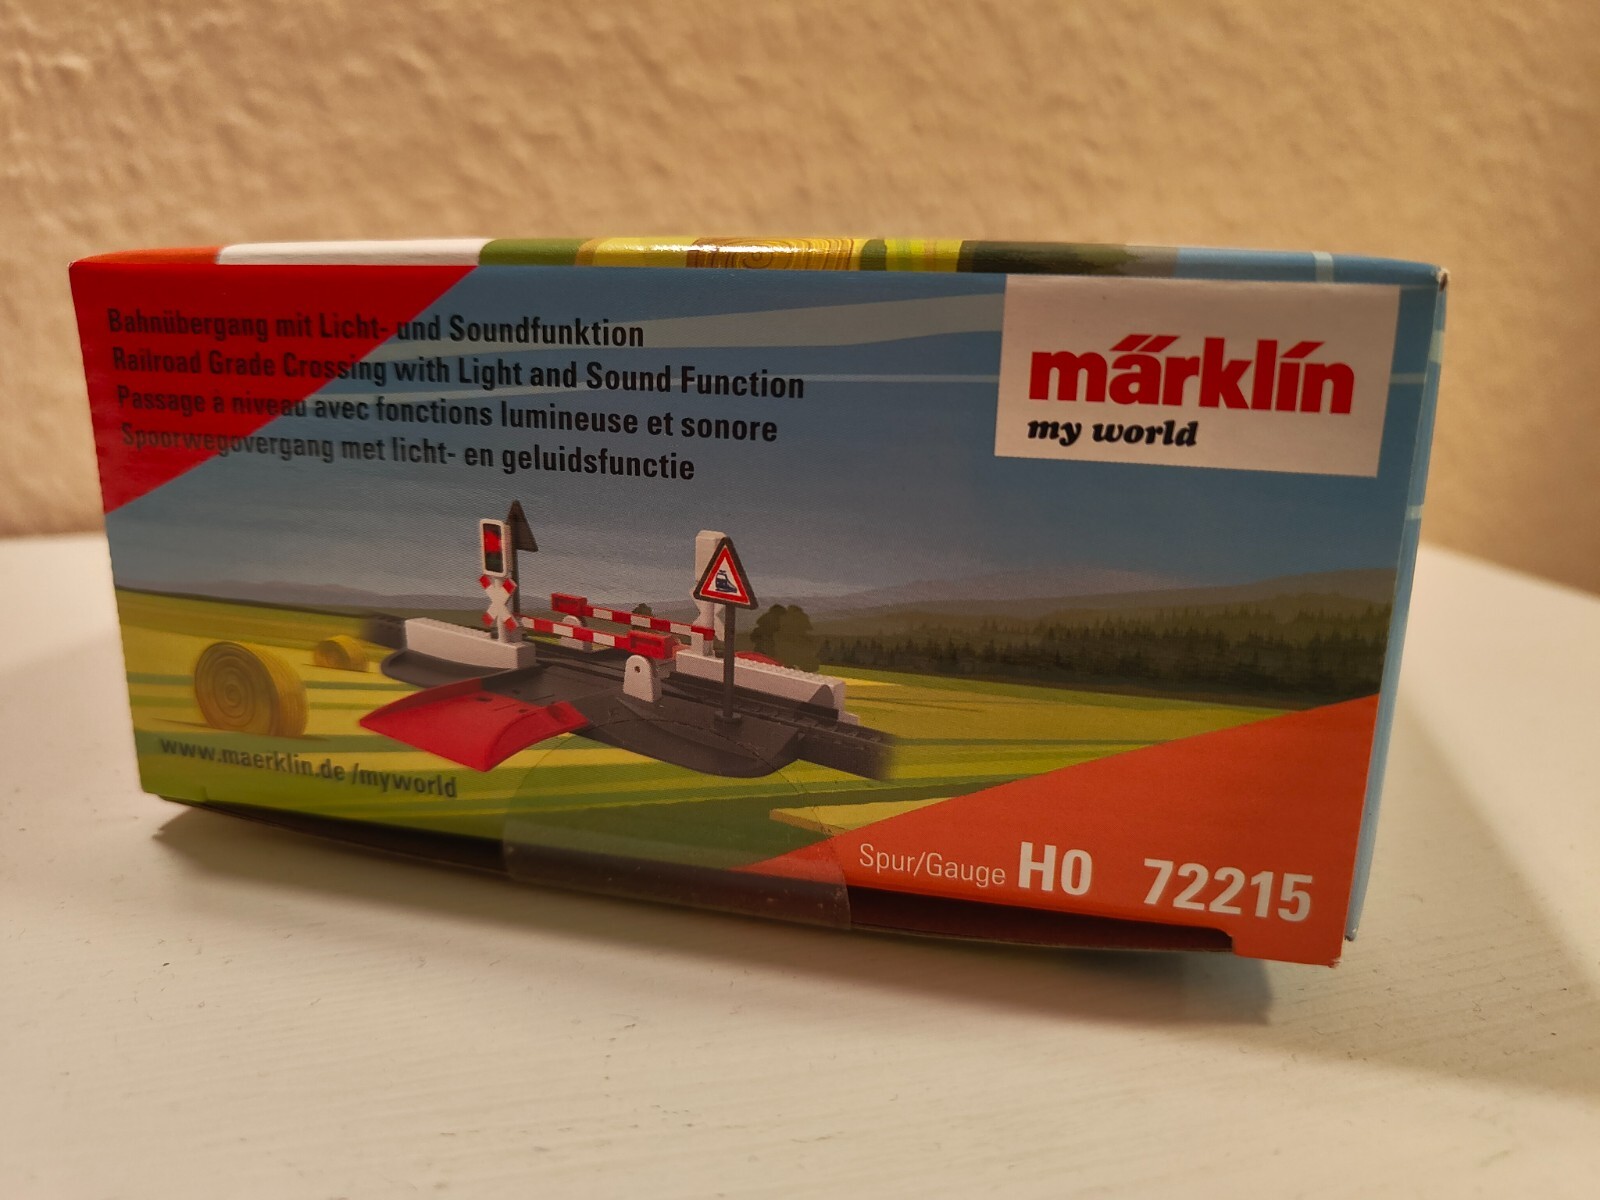 Bahnübergang mit Licht- und Soundfunktion
Railroad Grade Crossing with Light and Sound Function
Passage à niveau avec fonctions lumineuse et sonore
Spoorwegovergang met licht- en geluidsfunctie
märklín
my world
www.maerklin.de /myworld
Spur/Gauge H0 72215